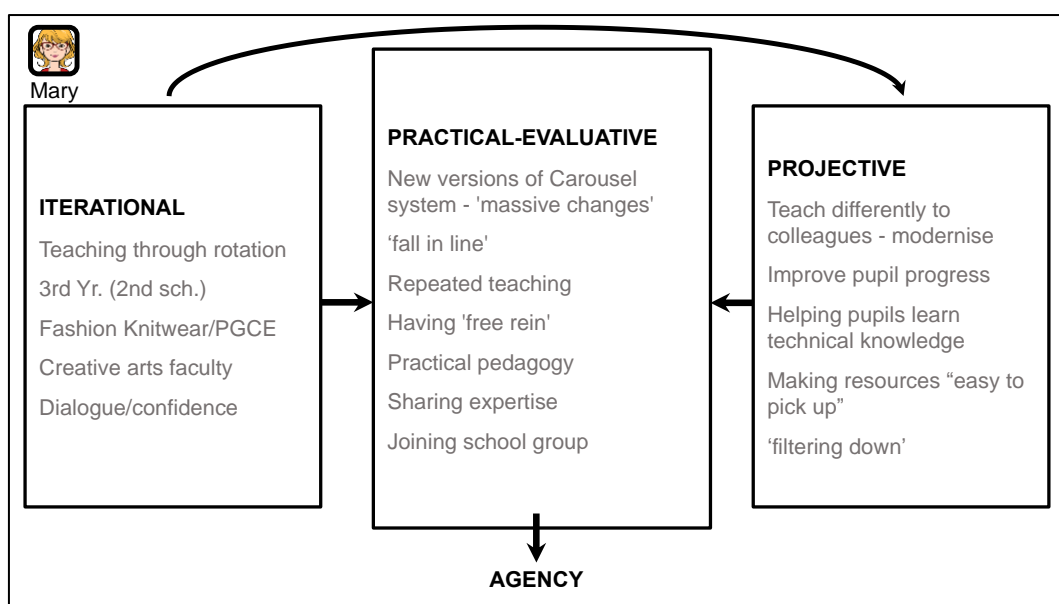 Mary
ITERATIONAL
Teaching through rotation
3rd Yr. (2nd sch.)
Fashion Knitwear/PGCE
Creative arts faculty
Dialogue/confidence
PRACTICAL-EVALUATIVE
New versions of Carousel
system - 'massive changes'
‘fall in line'
Repeated teaching
Having 'free rein'
Practical pedagogy
Sharing expertise
Joining school group
PROJECTIVE
Teach differently to
colleagues - modernise
Improve pupil progress
Helping pupils learn
technical knowledge
Making resources “easy to
pick up”
‘filtering down’
AGENCY